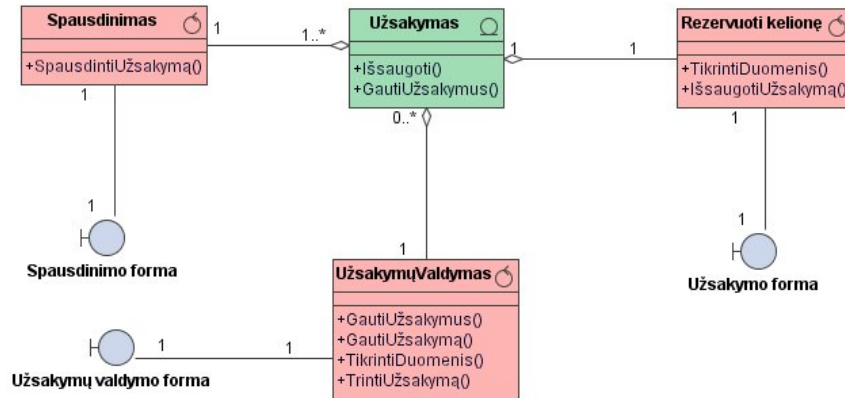 Spausdinimas
+SpausdintiUžsakymą()
1
1..*
Užsakymas
+Išsaugoti()
+GautiUžsakymus()
1
1
Rezervuoti kelionę
+TikrintiDuomenis()
+IšsaugotiUžsakymą()
1
0..*
1
1
1
Spausdinimo forma
Užsakymo forma
1
UžsakymųValdymas
+GautiUžsakymus()
+GautiUžsakymą()
+TikrintiDuomenis()
+TrintiUžsakymą()
1
1
Užsakymų valdymo forma